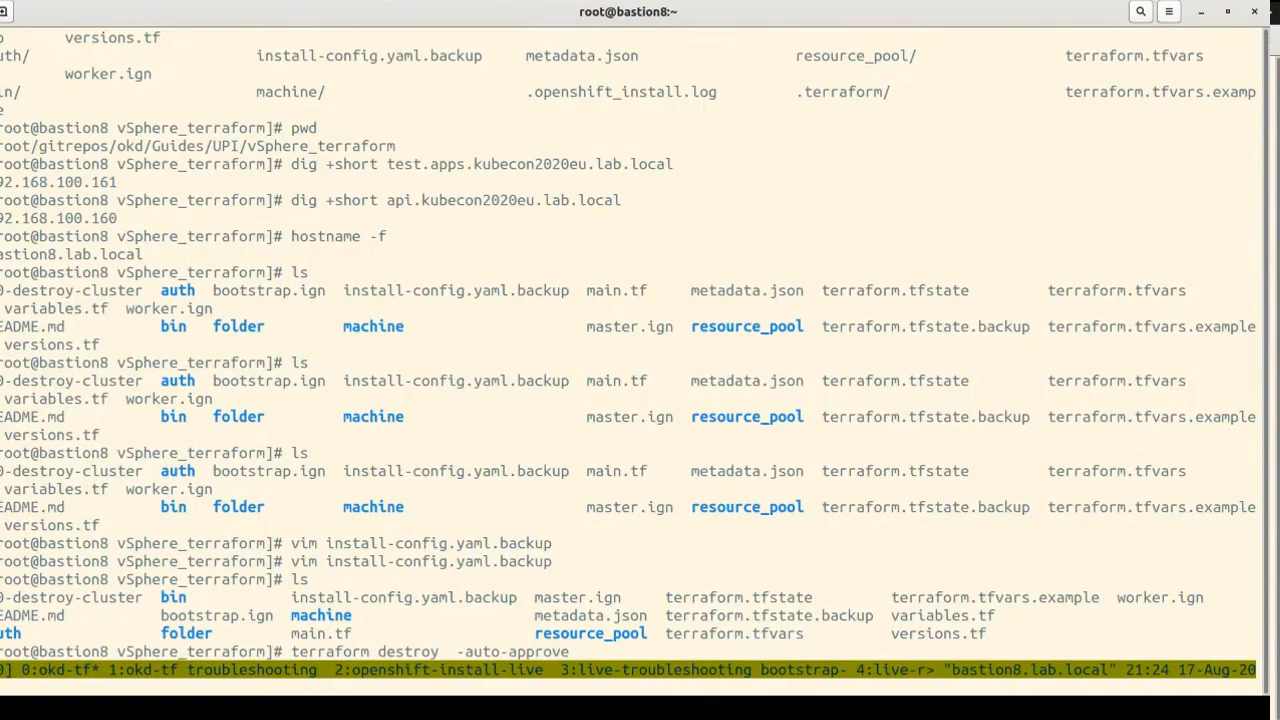 root@bastion8:~
versions.tf
uth/ install-config.yaml.backup metadata.json resource_pool/ terraform.tfvars
worker.ign
in/ machine/ .openshift_install.log .terraform/ terraform.tfvars.examp
e
root@bastion8 vSphere_terraform]# pwd
root/gitrepos/okd/Guides/UPI/vSphere_terraform
root@bastion8 vSphere_terraform]# dig +short test.apps.kubecon2020eu.lab.local
92.168.100.161
root@bastion8 vSphere_terraform]# dig +short api.kubecon2020eu.lab.local
92.168.100.160
root@bastion8 vSphere_terraform]# hostname -f
astion8.lab.local
root@bastion8 vSphere_terraform]# ls
0-destroy-cluster auth bootstrap.ign install-config.yaml.backup main.tf metadata.json terraform.tfstate terraform.tfvars
variables.tf worker.ign
EADME.md bin folder machine master.ign resource_pool terraform.tfstate.backup terraform.tfvars.example
versions.tf
root@bastion8 vSphere_terraform]# ls
0-destroy-cluster auth bootstrap.ign install-config.yaml.backup main.tf metadata.json terraform.tfstate terraform.tfvars
variables.tf worker.ign
EADME.md bin folder machine master.ign resource_pool terraform.tfstate.backup terraform.tfvars.example
versions.tf
root@bastion8 vSphere_terraform]# ls
0-destroy-cluster auth bootstrap.ign install-config.yaml.backup main.tf metadata.json terraform.tfstate terraform.tfvars
variables.tf worker.ign
EADME.md bin folder machine master.ign resource_pool terraform.tfstate.backup terraform.tfvars.example
versions.tf
root@bastion8 vSphere_terraform]# vim install-config.yaml.backup
root@bastion8 vSphere_terraform]# vim install-config.yaml.backup
root@bastion8 vSphere_terraform]# ls
0-destroy-cluster bin install-config.yaml.backup master.ign terraform.tfstate terraform.tfvars.example worker.ign
EADME.md bootstrap.ign machine metadata.json terraform.tfstate.backup variables.tf
uth folder main.tf resource_pool terraform.tfvars versions.tf
root@bastion8 vSphere_terraform]# terraform destroy -auto-approve
0] 0:okd-tf* 1:okd-tf troubleshooting 2:openshift-install-live 3:live-troubleshooting bootstrap- 4:live-r> "bastion8.lab.local" 21:24 17-Aug-20